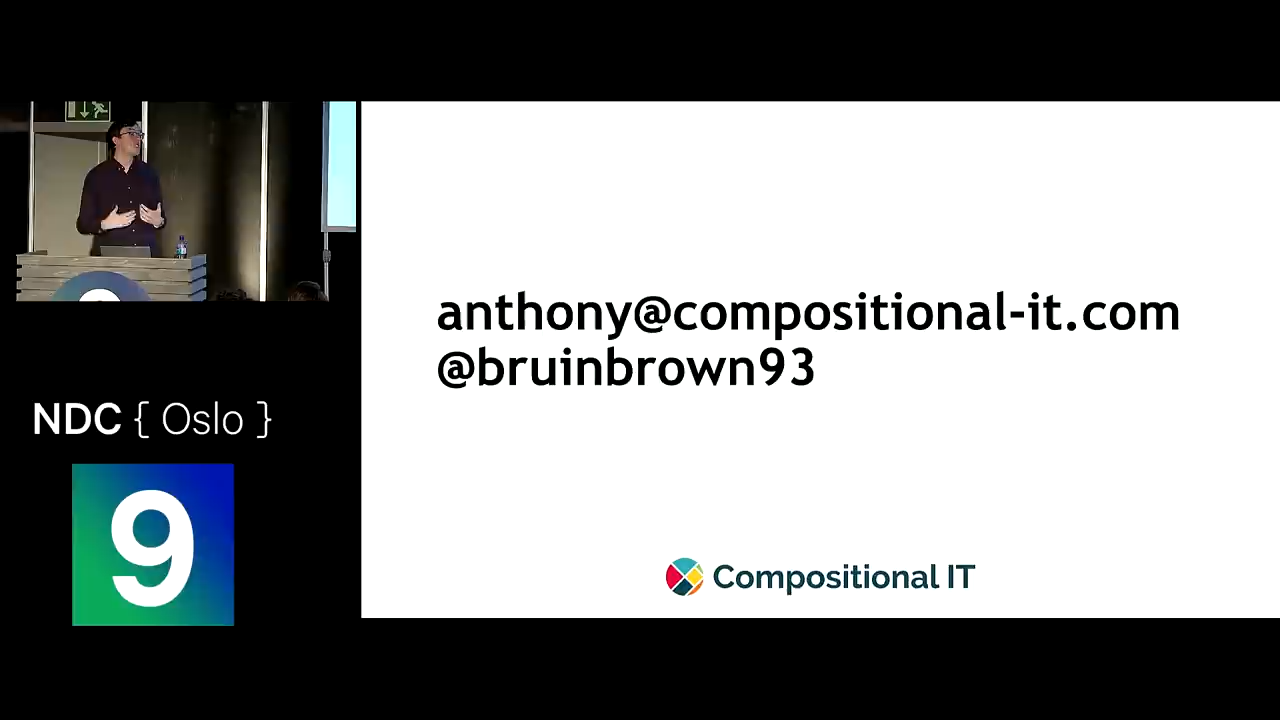 anthony@compositional-it.com
@bruinbrown93
NDC { Oslo }
9
Compositional IT